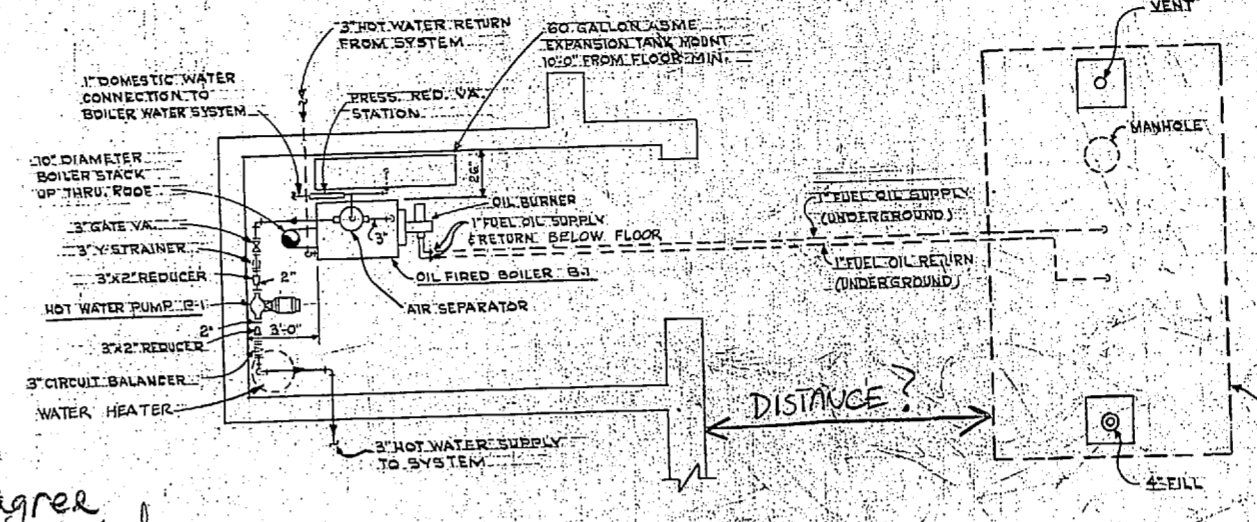 VENT
3" HOT WATER RETURN
FROM SYSTEM
60 GALLON ASME
EXPANSION TANK MOUNT
10'-0" FROM FLOOR MIN.
1" DOMESTIC WATER
CONNECTION TO
BOILER WATER SYSTEM
PRESS. RED. VA.
STATION
MANHOLE
10" DIAMETER
BOILER STACK
UP THRU ROOF
26"
OIL BURNER
3"
1" FUEL OIL SUPPLY
& RETURN BELOW FLOOR
1" FUEL OIL SUPPLY
(UNDERGROUND)
3" GATE VA.
3" Y-STRAINER
OIL FIRED BOILER B-1
1" FUEL OIL RETURN
(UNDERGROUND)
3"X2" REDUCER
2"
HOT WATER PUMP P-1
AIR SEPARATOR
2"
3'-0"
3"X2" REDUCER
3" CIRCUIT BALANCER
WATER HEATER
DISTANCE?
3" HOT WATER SUPPLY
TO SYSTEM
4" FILL
agree